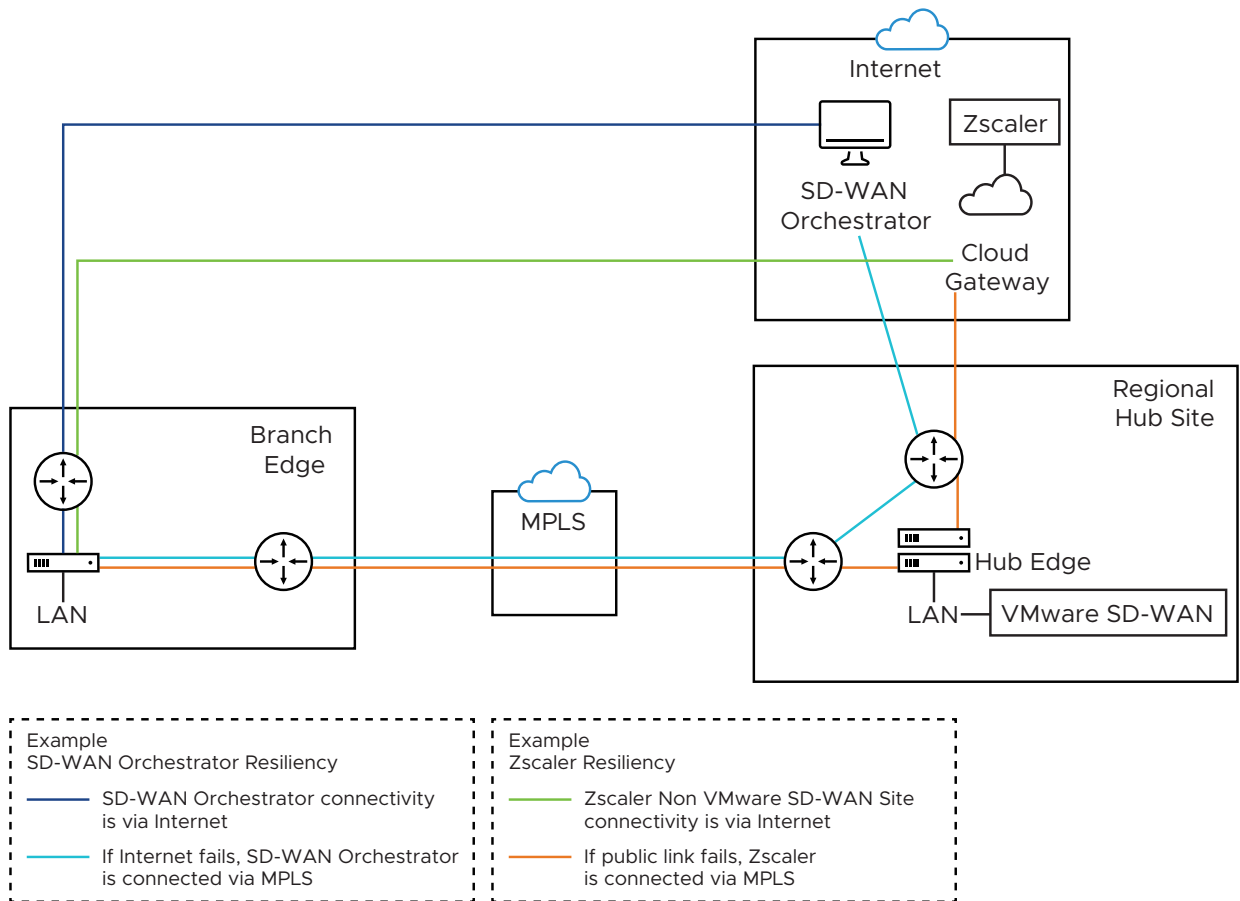 Internet
Zscaler
SD-WAN
Orchestrator
Cloud
Gateway
Regional
Hub Site
Branch
Edge
MPLS
Hub Edge
LAN
LAN
VMware SD-WAN
Example
SD-WAN Orchestrator Resiliency
SD-WAN Orchestrator connectivity
is via Internet
If Internet fails, SD-WAN Orchestrator
is connected via MPLS
Example
Zscaler Resiliency
Zscaler Non VMware SD-WAN Site
connectivity is via Internet
If public link fails, Zscaler
is connected via MPLS